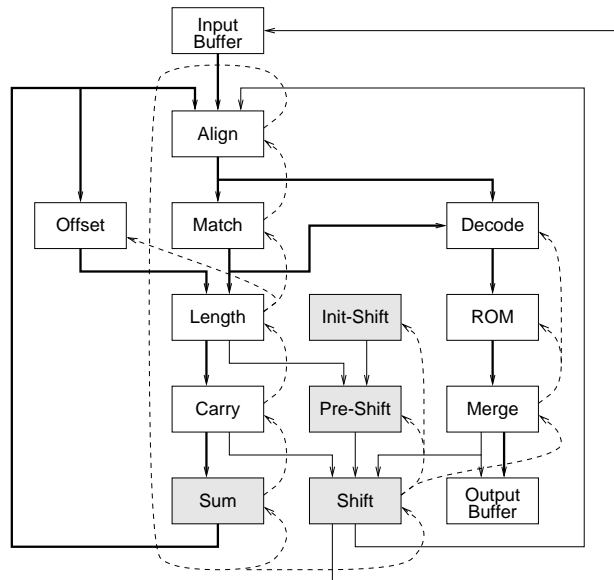 Input
Buffer
Align
Offset
Match
Decode
Length
Init-Shift
ROM
Carry
Pre-Shift
Merge
Sum
Shift
Output
Buffer